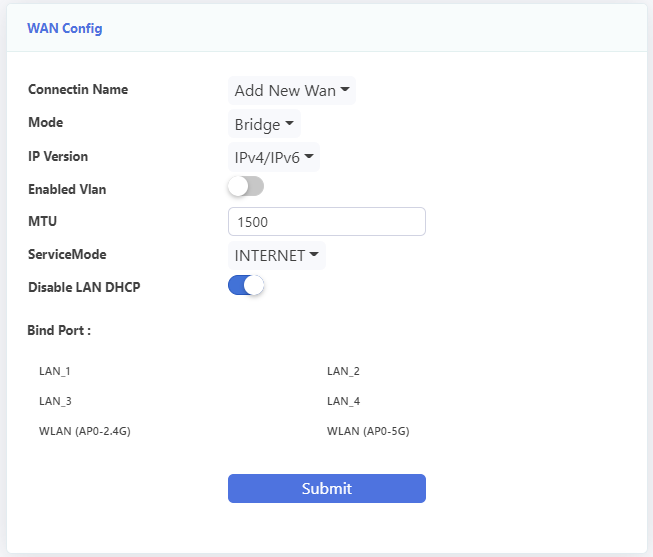 WAN Config
Connectin Name Add New Wan
Mode Bridge
IP Version IPv4/IPv6
Enabled Vlan
MTU 1500
ServiceMode INTERNET
Disable LAN DHCP
Bind Port :
LAN_1 LAN_2
LAN_3 LAN_4
WLAN (AP0-2.4G) WLAN (AP0-5G)
Submit